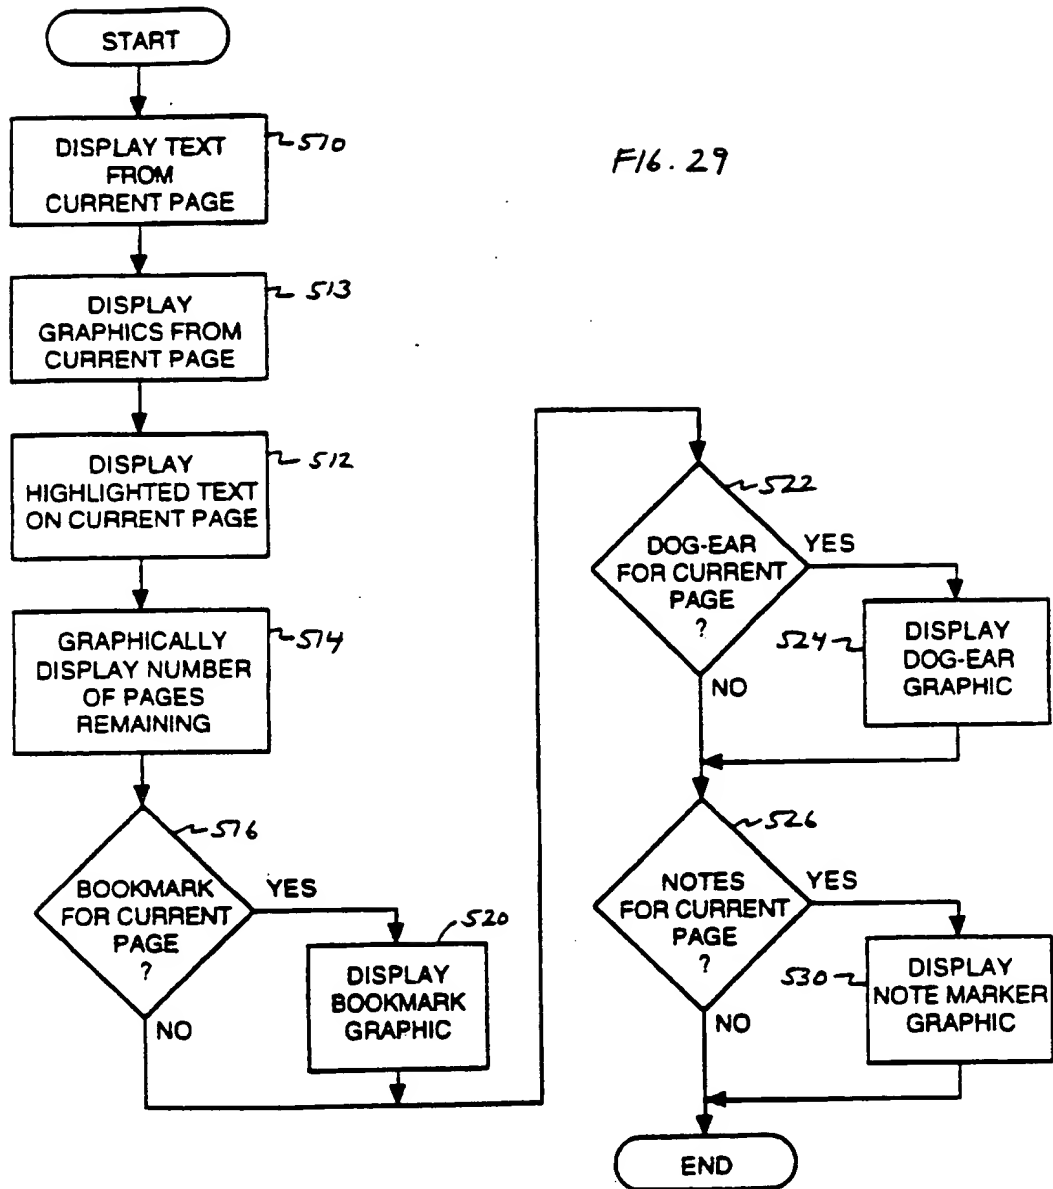 START
DISPLAY TEXT
FROM
CURRENT PAGE
510
FIG. 29
DISPLAY
GRAPHICS FROM
CURRENT PAGE
513
DISPLAY
HIGHLIGHTED TEXT
ON CURRENT PAGE
512
GRAPHICALLY
DISPLAY NUMBER
OF PAGES
REMAINING
514
BOOKMARK
FOR CURRENT
PAGE
?
516
YES
NO
DISPLAY
BOOKMARK
GRAPHIC
520
DOG-EAR
FOR CURRENT
PAGE
?
522
YES
NO
524
DISPLAY
DOG-EAR
GRAPHIC
NOTES
FOR CURRENT
PAGE
?
526
YES
NO
530
DISPLAY
NOTE MARKER
GRAPHIC
END